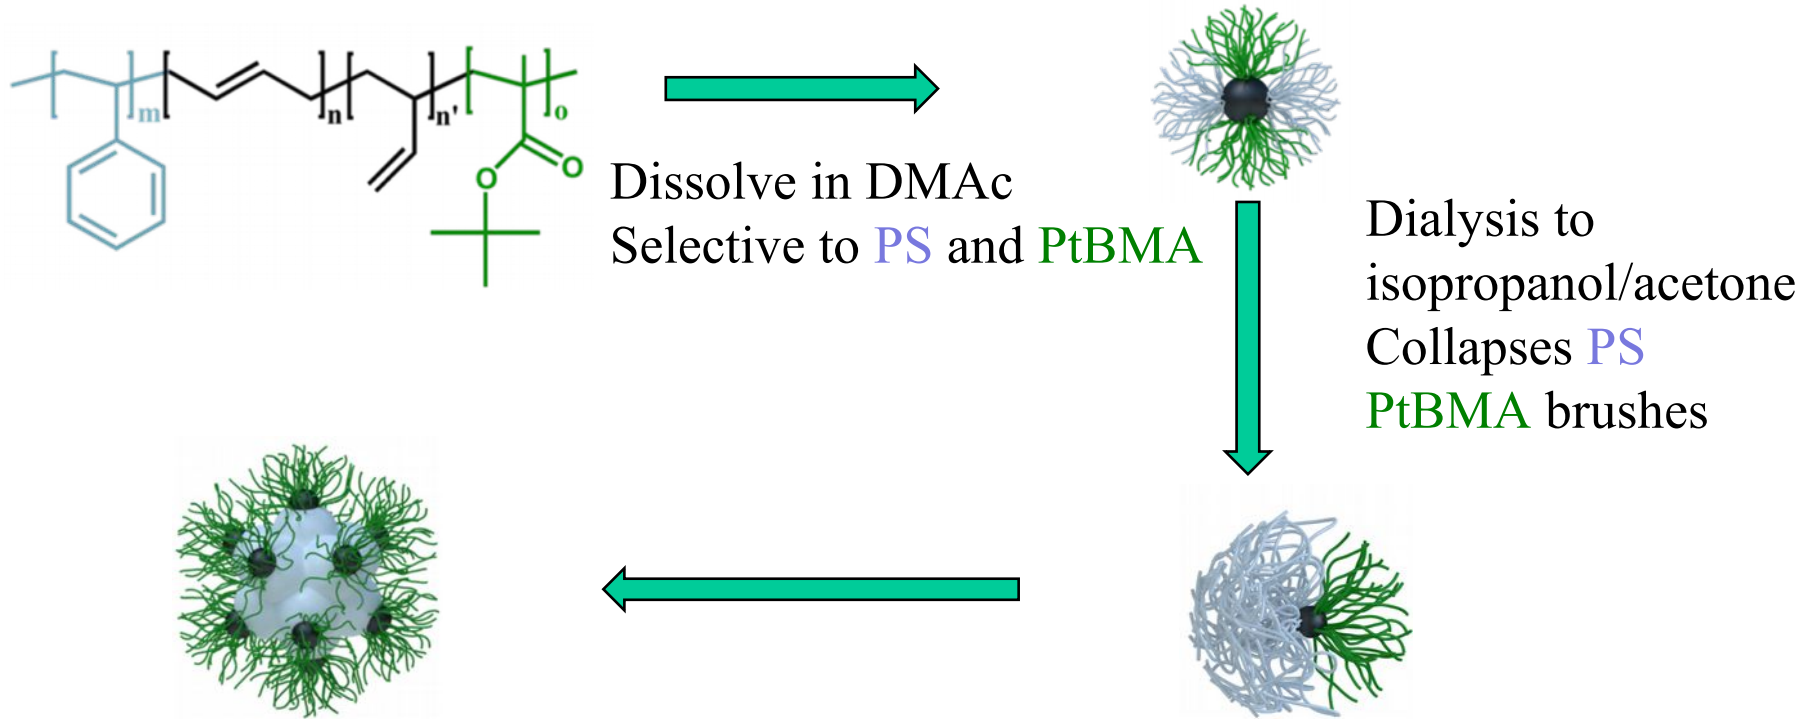 m
n
n'
o
O
O
Dissolve in DMAc
Selective to PS and PtBMA
Dialysis to
isopropanol/acetone
Collapses PS
PtBMA brushes